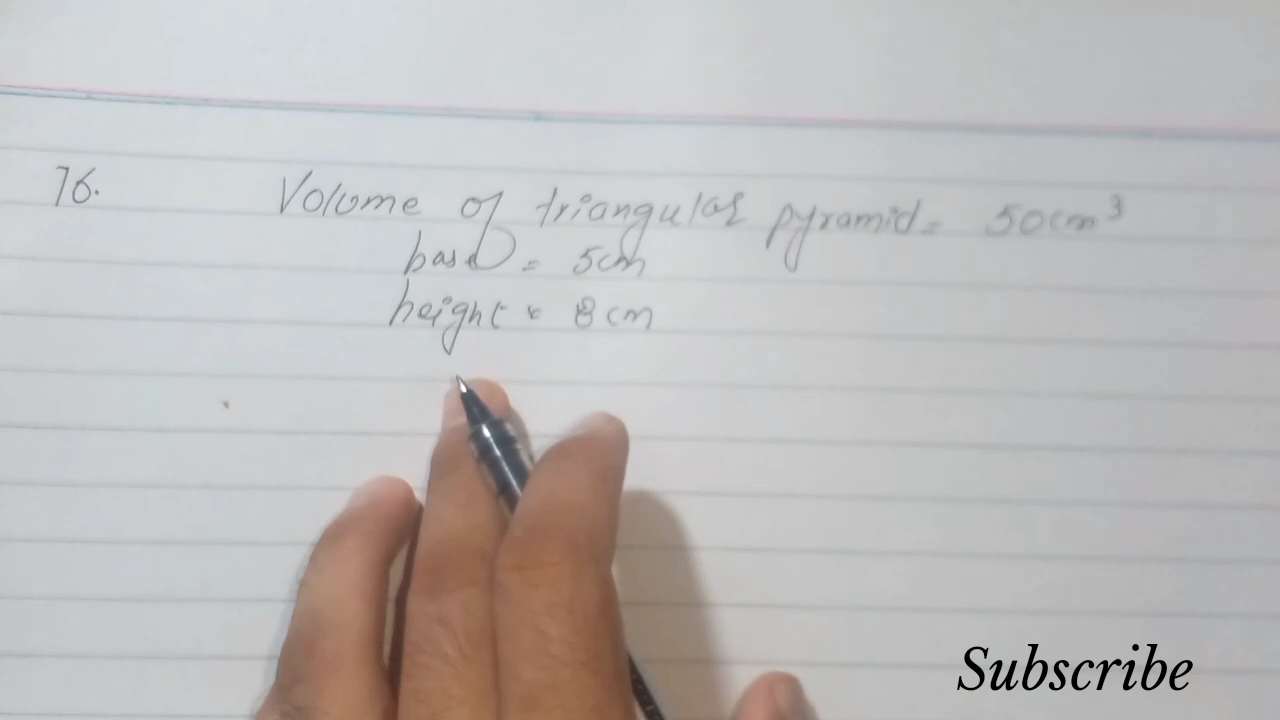 76. Volume of triangular pyramid = 50cm³
base = 5cm
height = 8cm
Subscribe